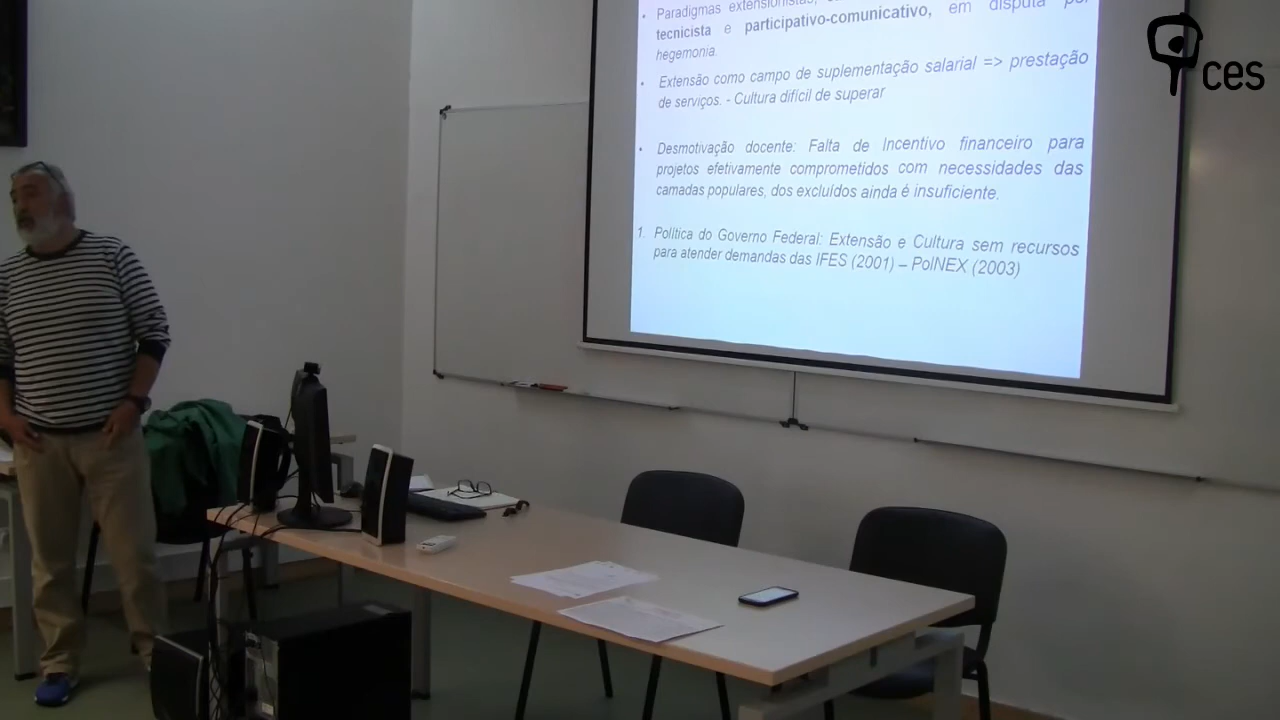 • Paradigmas extensionistas,
tecnicista e participativo-comunicativo, em disputa por
hegemonia.
• Extensão como campo de suplementação salarial => prestação
de serviços. - Cultura difícil de superar
• Desmotivação docente: Falta de Incentivo financeiro para
projetos efetivamente comprometidos com necessidades das
camadas populares, dos excluídos ainda é insuficiente.
1. Política do Governo Federal: Extensão e Cultura sem recursos
para atender demandas das IFES (2001) – PolNEX (2003)
ces